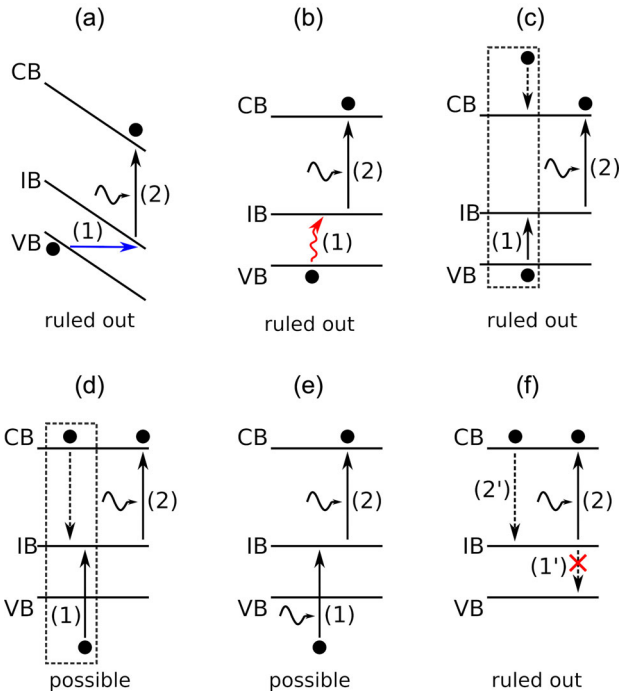 (a)
CB
IB
VB
(1)
(2)
ruled out
(b)
CB
IB
VB
(1)
(2)
ruled out
(c)
CB
IB
VB
(1)
(2)
ruled out
(d)
CB
IB
VB
(1)
(2)
possible
(e)
CB
IB
VB
(1)
(2)
possible
(f)
CB
IB
VB
(2')
(2)
(1')
ruled out